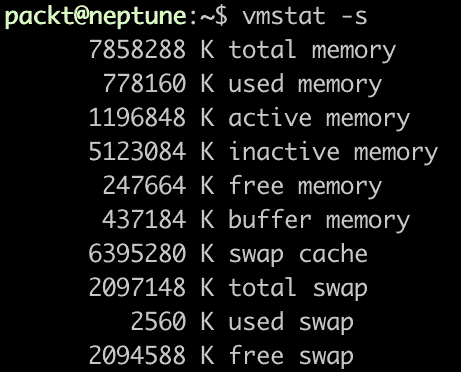 packt@neptune:~$ vmstat -s
7858288 K total memory
778160 K used memory
1196848 K active memory
5123084 K inactive memory
247664 K free memory
437184 K buffer memory
6395280 K swap cache
2097148 K total swap
2560 K used swap
2094588 K free swap